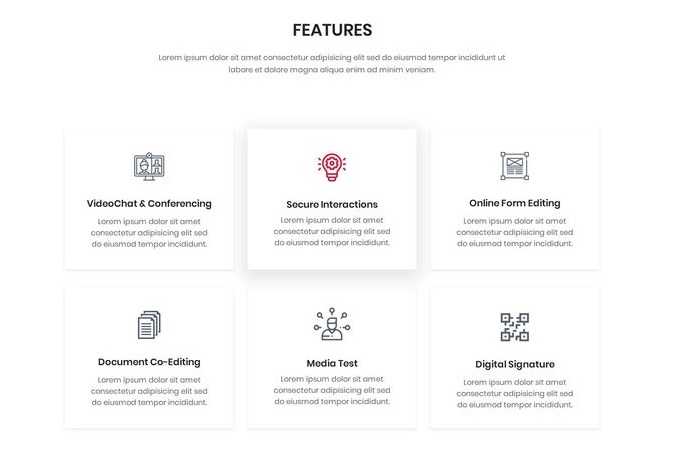 FEATURES
Lorem ipsum dolor sit amet consectetur adipisicing elit sed do eiusmod tempor incididunt ut
labore et dolore magna aliqua enim ad minim veniam.
VideoChat & Conferencing
Lorem ipsum dolor sit amet
consectetur adipisicing elit sed
do eiusmod tempor incididunt.
Secure Interactions
Lorem ipsum dolor sit amet
consectetur adipisicing elit sed
do eiusmod tempor incididunt.
Online Form Editing
Lorem ipsum dolor sit amet
consectetur adipisicing elit sed
do eiusmod tempor incididunt.
Document Co-Editing
Lorem ipsum dolor sit amet
consectetur adipisicing elit sed
do eiusmod tempor incididunt.
Media Test
Lorem ipsum dolor sit amet
consectetur adipisicing elit sed
do eiusmod tempor incididunt.
Digital Signature
Lorem ipsum dolor sit amet
consectetur adipisicing elit sed
do eiusmod tempor incididunt.